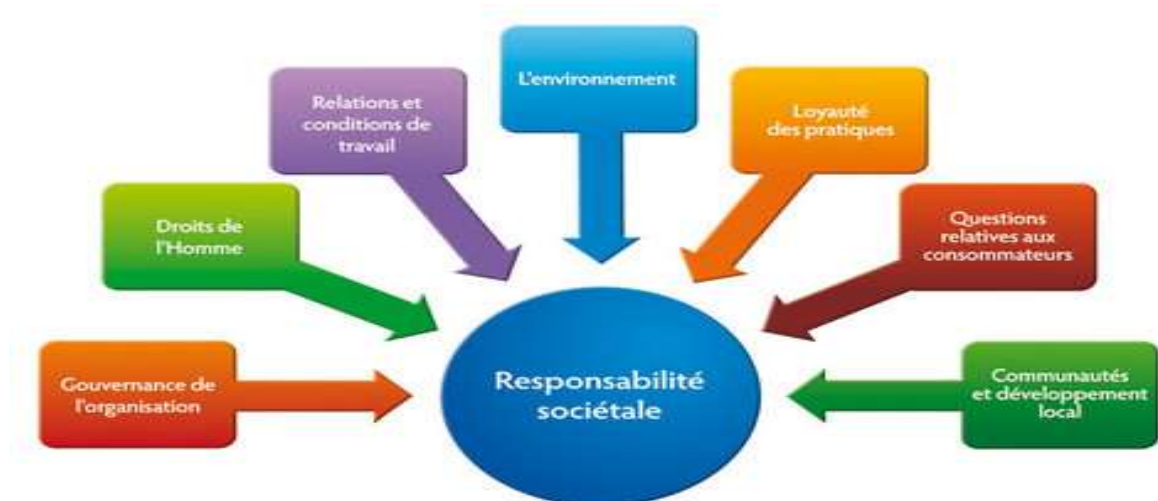 Gouvernance de
l'organisation
Droits de
l'Homme
Relations et
conditions de
travail
L'environnement
Loyauté
des pratiques
Questions
relatives aux
consommateurs
Communautés
et développement
local
Responsabilité
sociétale